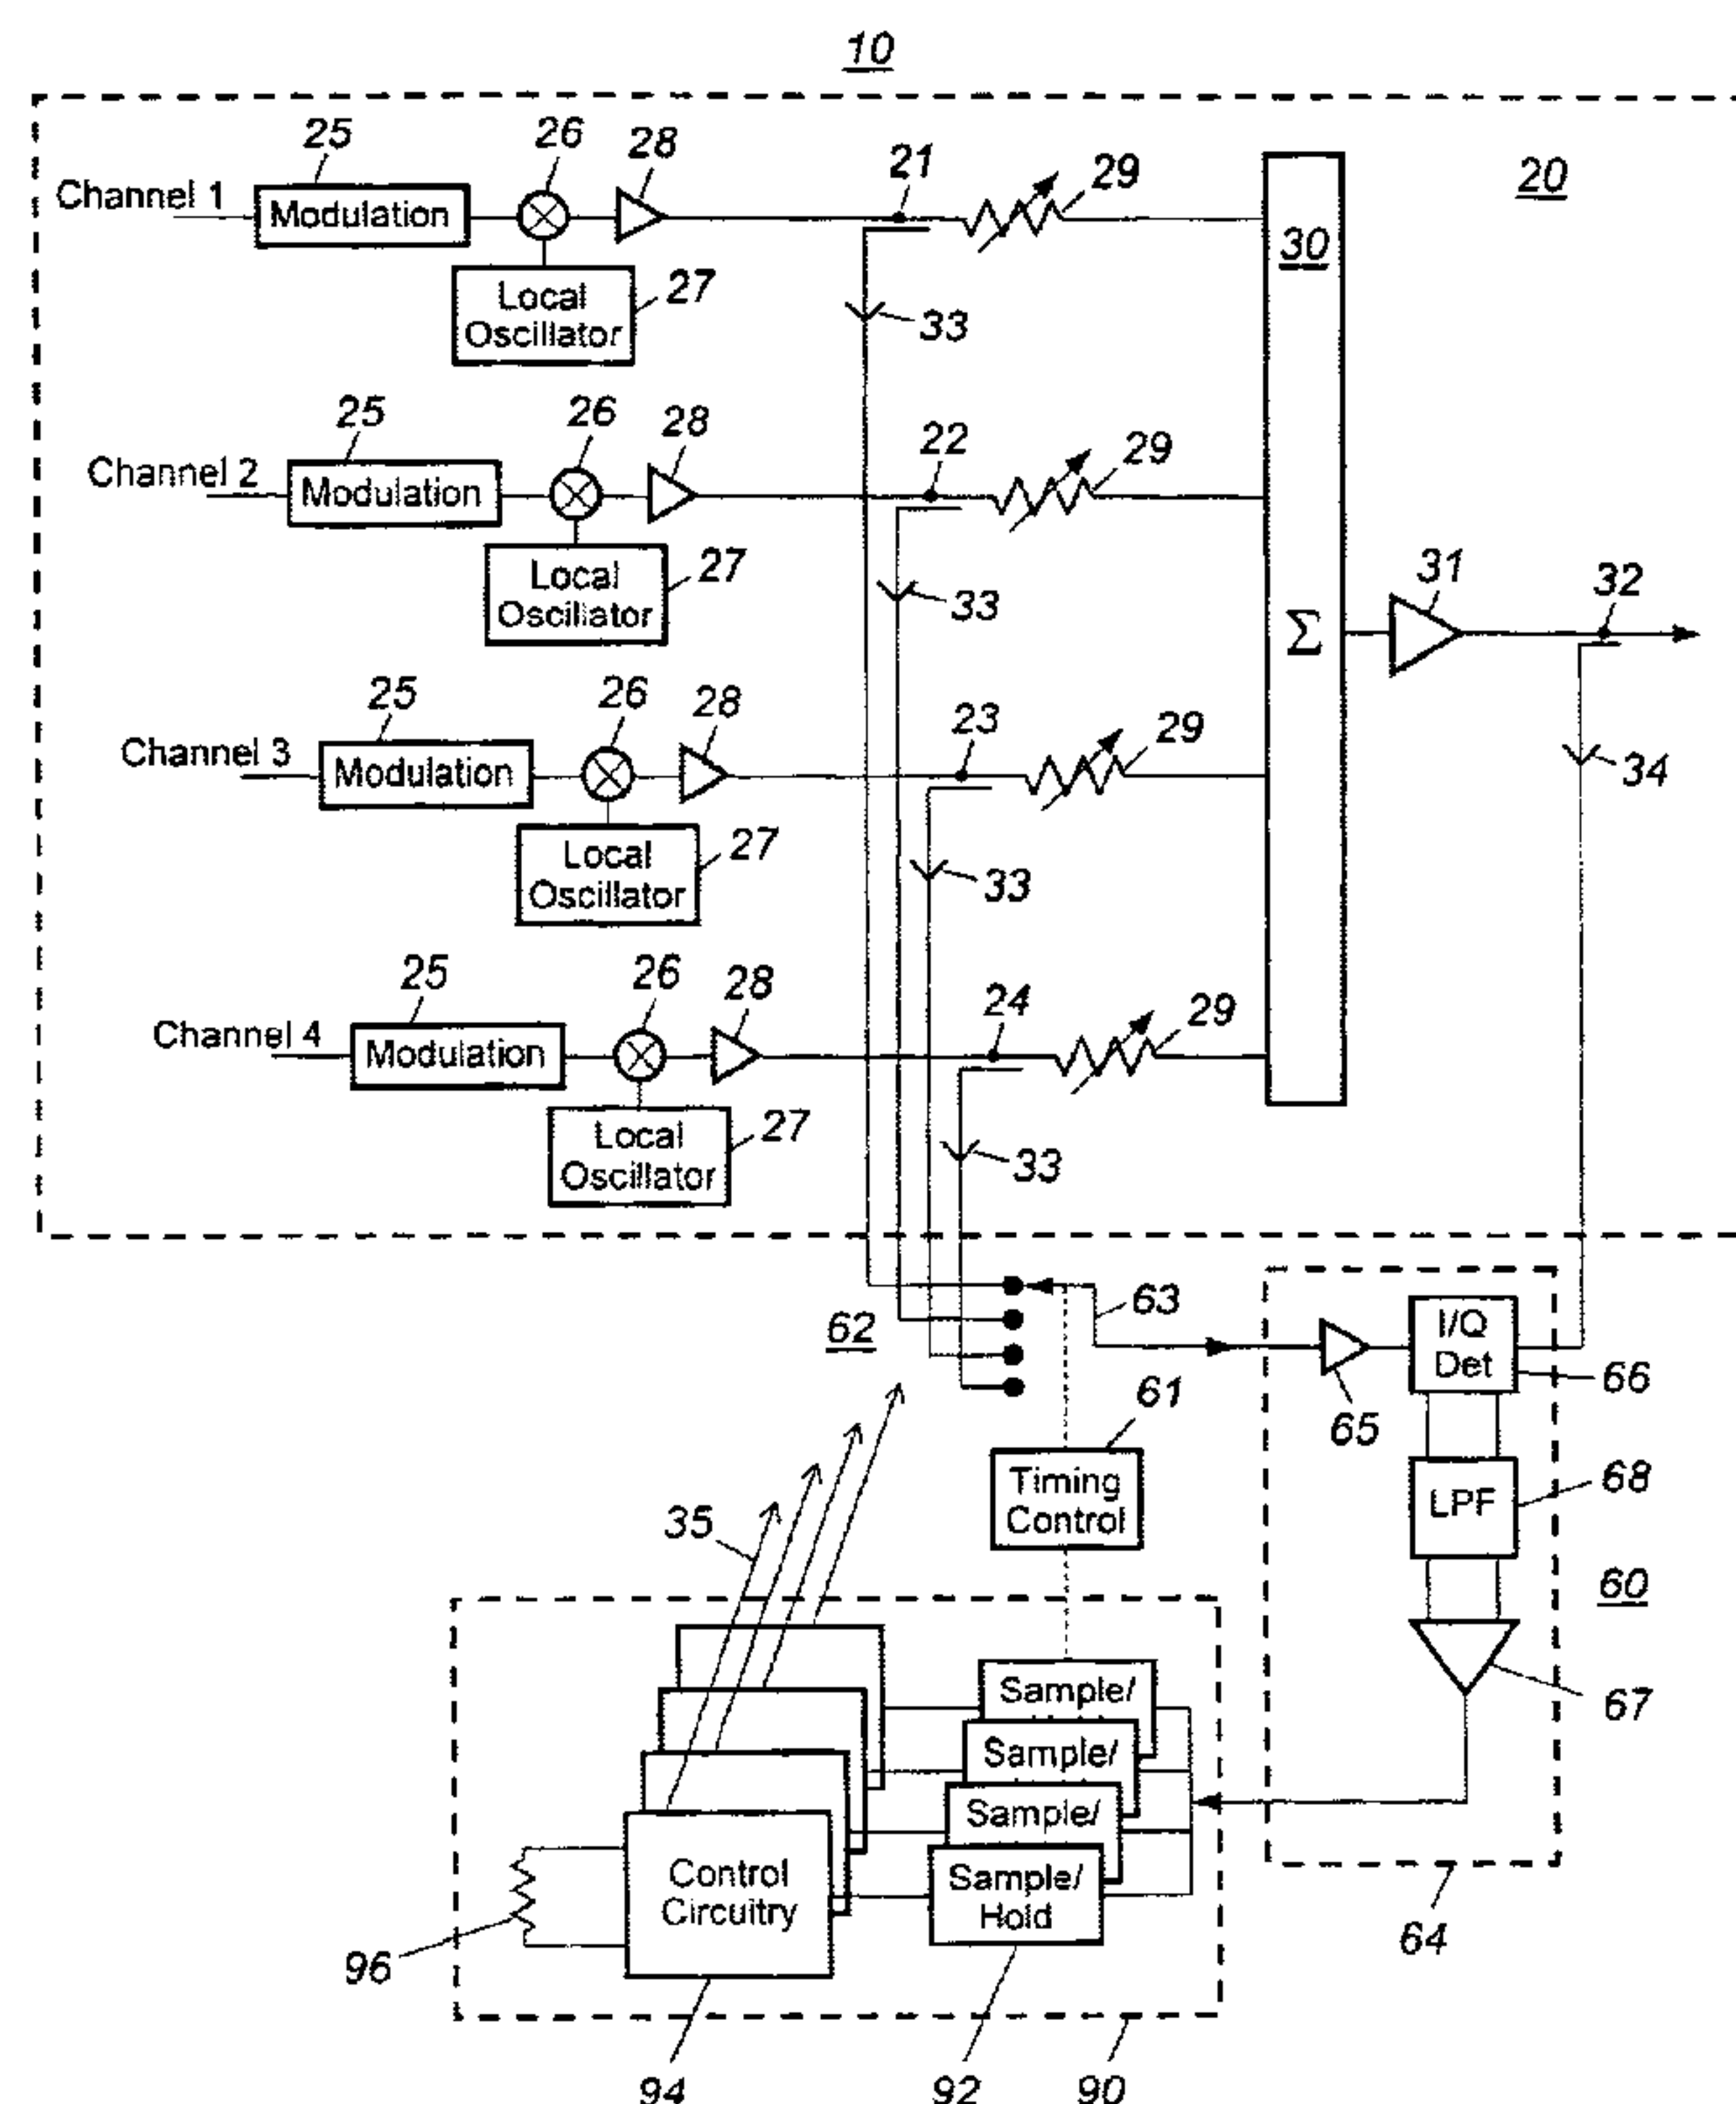 10
25
26
28
21
29
20
Channel 1
Modulation
30
Local
Oscillator
27
33
25
26
28
22
29
Channel 2
Modulation
Local
Oscillator
27
33
31
32
Σ
25
26
28
23
29
34
Channel 3
Modulation
Local
Oscillator
27
33
25
26
28
24
29
Channel 4
Modulation
Local
Oscillator
27
33
62
63
I/Q
Det
66
65
61
Timing
Control
LPF
68
35
60
67
Sample/
Sample/
Sample/
Sample/
Hold
Control
Circuitry
96
64
94
92
90